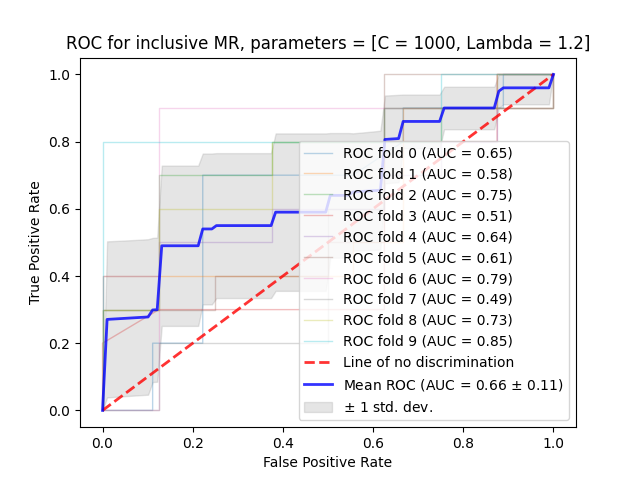 ROC for inclusive MR, parameters = [C = 1000, Lambda = 1.2]
True Positive Rate
1.0
0.8
0.6
0.4
0.2
0.0
ROC fold 0 (AUC = 0.65)
ROC fold 1 (AUC = 0.58)
ROC fold 2 (AUC = 0.75)
ROC fold 3 (AUC = 0.51)
ROC fold 4 (AUC = 0.64)
ROC fold 5 (AUC = 0.61)
ROC fold 6 (AUC = 0.79)
ROC fold 7 (AUC = 0.49)
ROC fold 8 (AUC = 0.73)
ROC fold 9 (AUC = 0.85)
Line of no discrimination
Mean ROC (AUC = 0.66 ± 0.11)
± 1 std. dev.
0.0 0.2 0.4 0.6 0.8 1.0
False Positive Rate